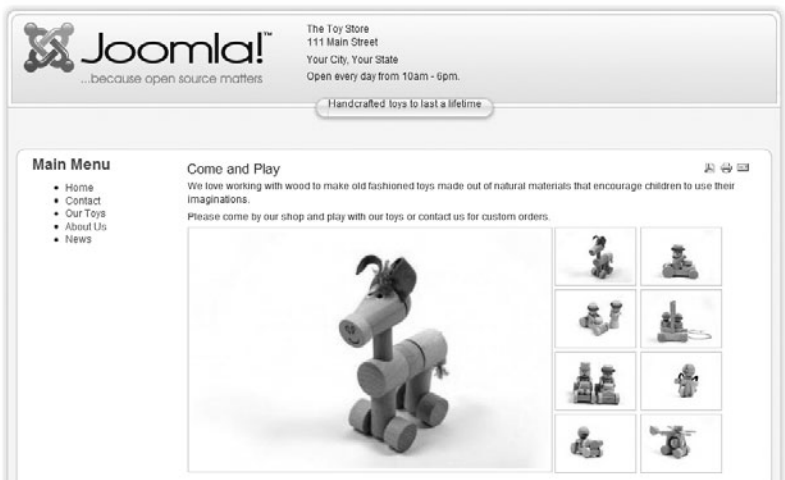 Joomla!™
...because open source matters
The Toy Store
111 Main Street
Your City, Your State
Open every day from 10am - 6pm.
Handcrafted toys to last a lifetime
Main Menu
Home
Contact
Our Toys
About Us
News
Come and Play
We love working with wood to make old fashioned toys made out of natural materials that encourage children to use their
imaginations.
Please come by our shop and play with our toys or contact us for custom orders.